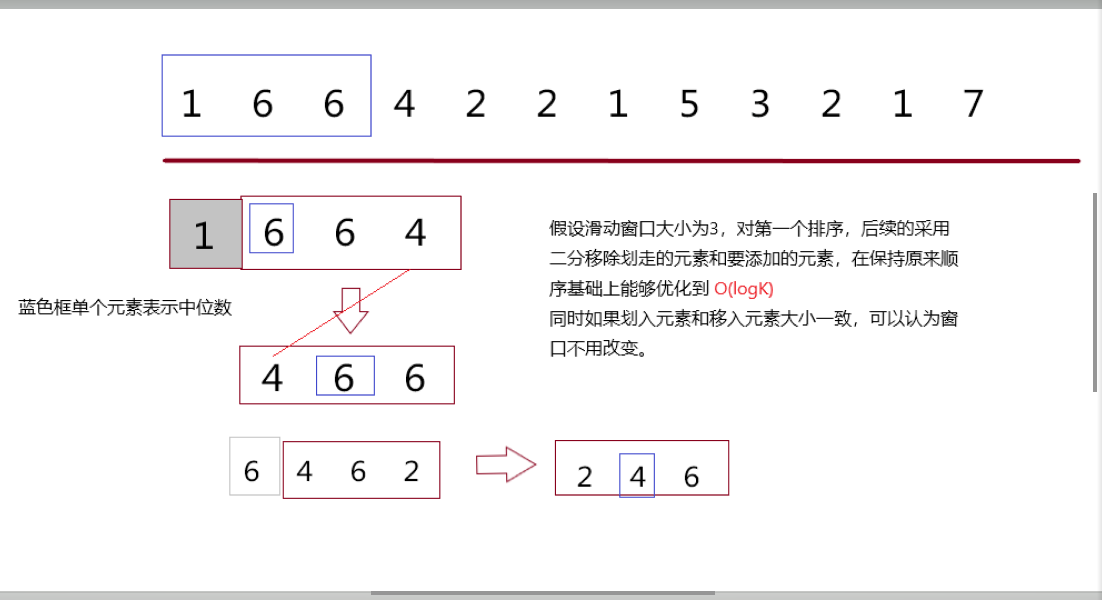 1 6 6 4 2 2 1 5 3 2 1 7
1 6 6 4
假设滑动窗口大小为3，对第一个排序，后续的采用
二分移除划走的元素和要添加的元素，在保持原来顺
序基础上能够优化到 O(logK)
同时如果划入元素和移入元素大小一致，可以认为窗
口不用改变。
蓝色框单个元素表示中位数
4 6 6
6 4 6 2
2 4 6